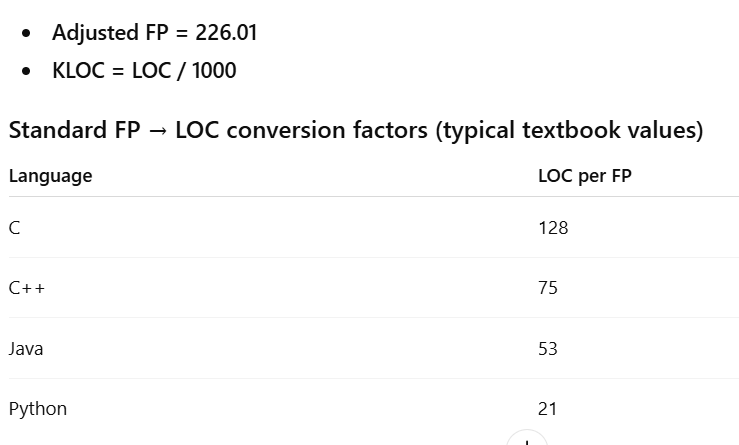 Adjusted FP = 226.01
KLOC = LOC / 1000
Standard FP → LOC conversion factors (typical textbook values)
Language LOC per FP
C 128
C++ 75
Java 53
Python 21